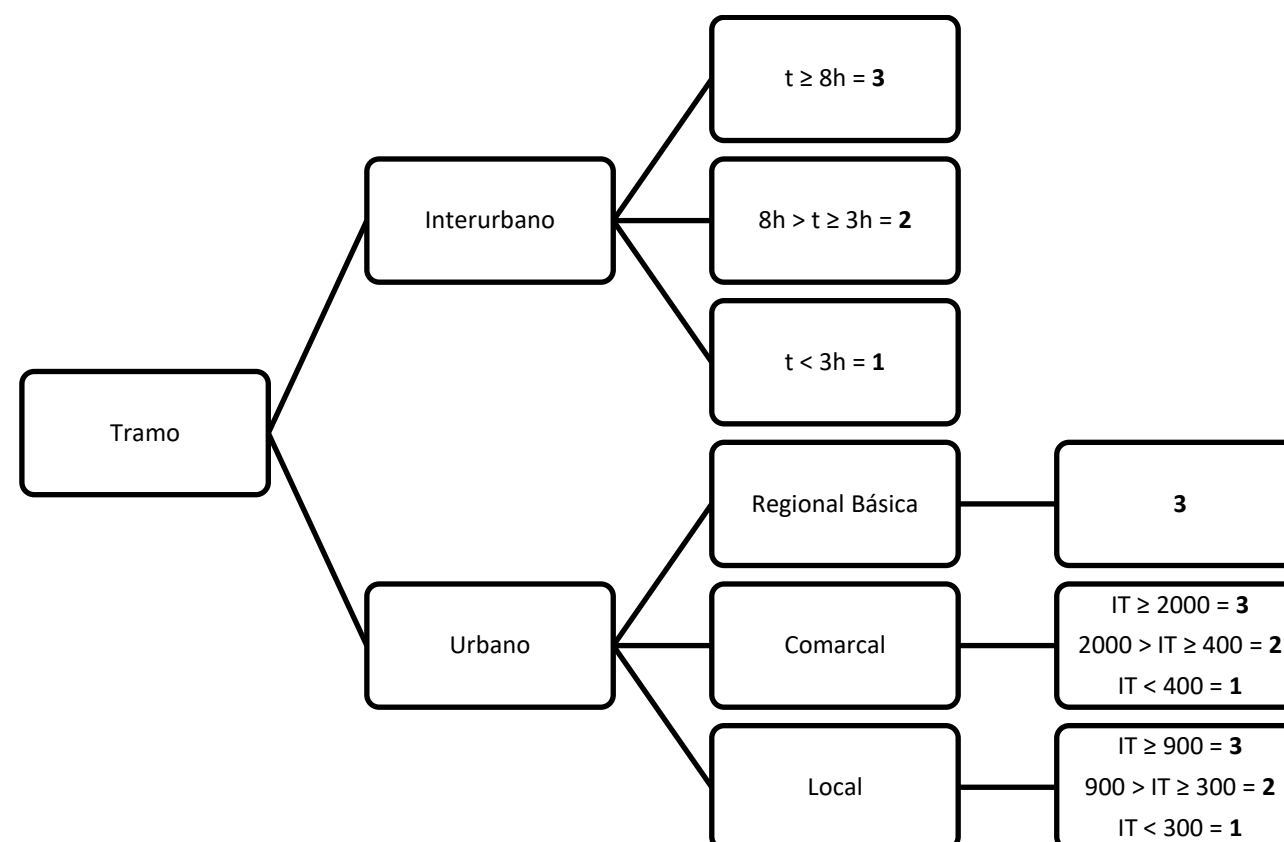 t ≥ 8h = 3
Interurbano
8h > t ≥ 3h = 2
t < 3h = 1
Tramo
Regional Básica
3
Urbano
Comarcal
IT ≥ 2000 = 3
2000 > IT ≥ 400 = 2
IT < 400 = 1
Local
IT ≥ 900 = 3
900 > IT ≥ 300 = 2
IT < 300 = 1